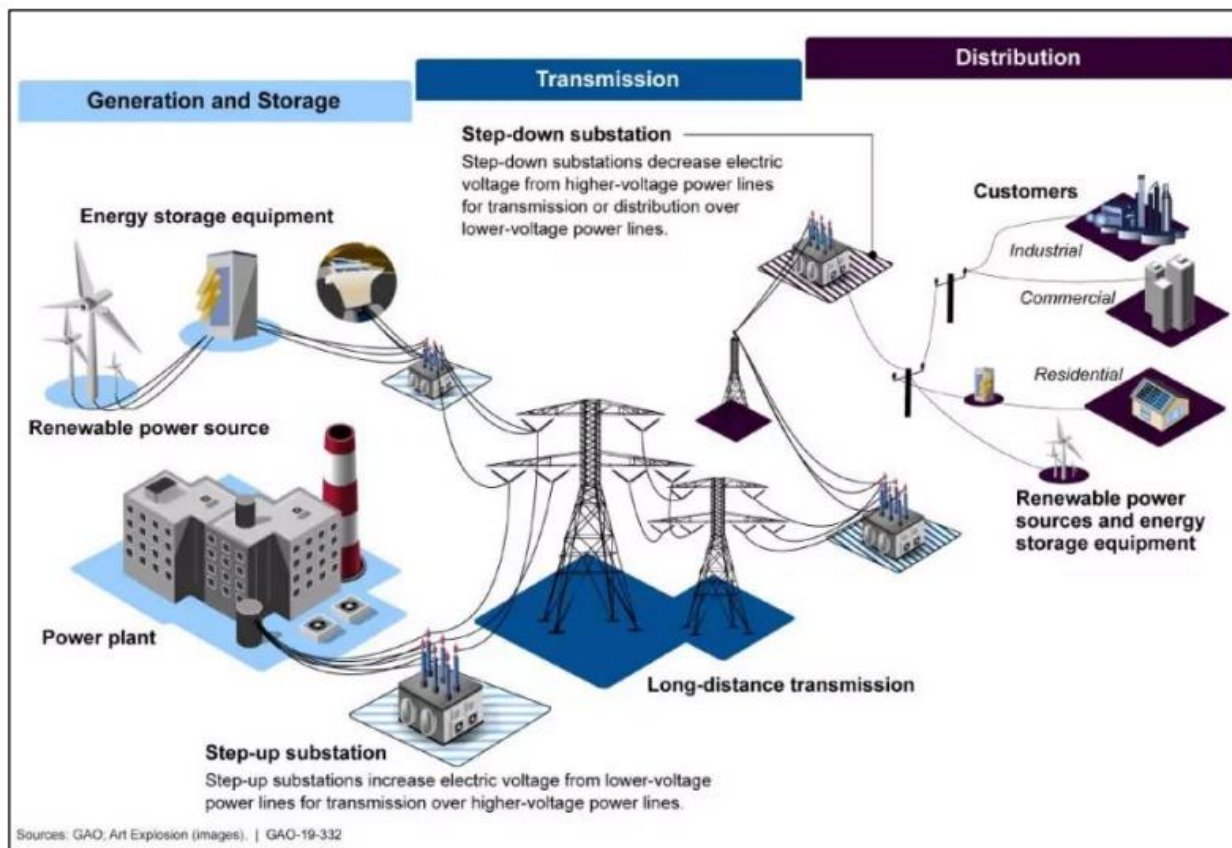 Generation and Storage
Transmission
Distribution
Step-down substation
Step-down substations decrease electric
voltage from higher-voltage power lines
for transmission or distribution over
lower-voltage power lines.
Energy storage equipment
Renewable power source
Power plant
Step-up substation
Step-up substations increase electric voltage from lower-voltage
power lines for transmission over higher-voltage power lines.
Long-distance transmission
Customers
Industrial
Commercial
Residential
Renewable power
sources and energy
storage equipment
Sources: GAO; Art Explosion (images). | GAO-19-332